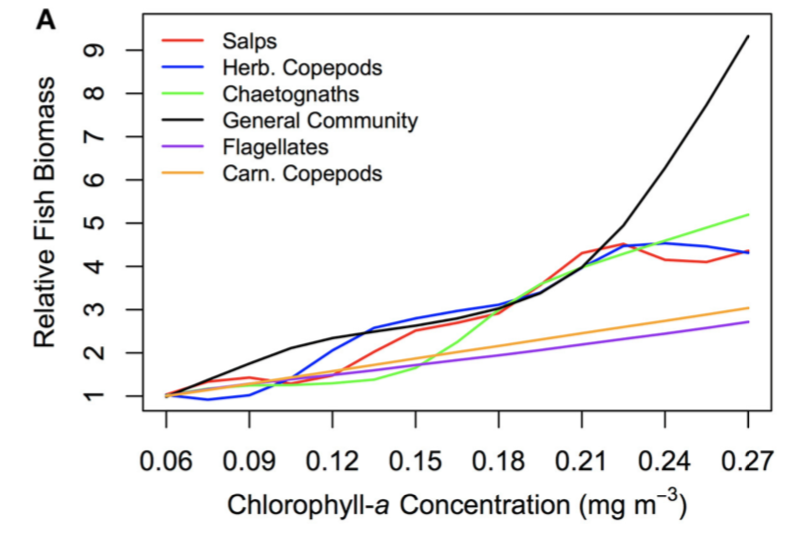 A
Salps
Herb. Copepods
Chaetognaths
General Community
Flagellates
Carn. Copepods
Relative Fish Biomass
9
8
7
6
5
4
3
2
1
0.06 0.09 0.12 0.15 0.18 0.21 0.24 0.27
Chlorophyll-a Concentration (mg m⁻³)